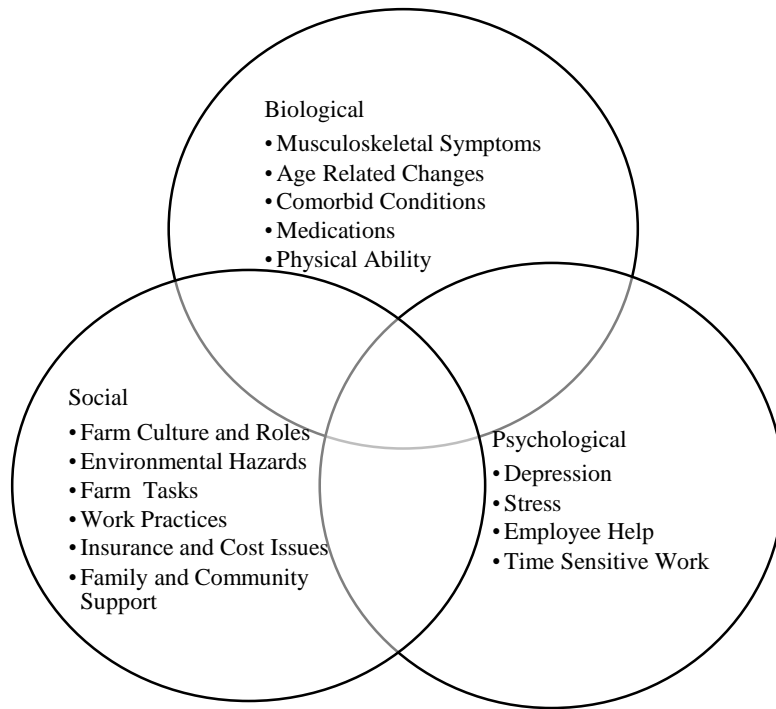 Biological
• Musculoskeletal Symptoms
• Age Related Changes
• Comorbid Conditions
• Medications
• Physical Ability
Social
• Farm Culture and Roles
• Environmental Hazards
• Farm Tasks
• Work Practices
• Insurance and Cost Issues
• Family and Community
Support
Psychological
• Depression
• Stress
• Employee Help
• Time Sensitive Work